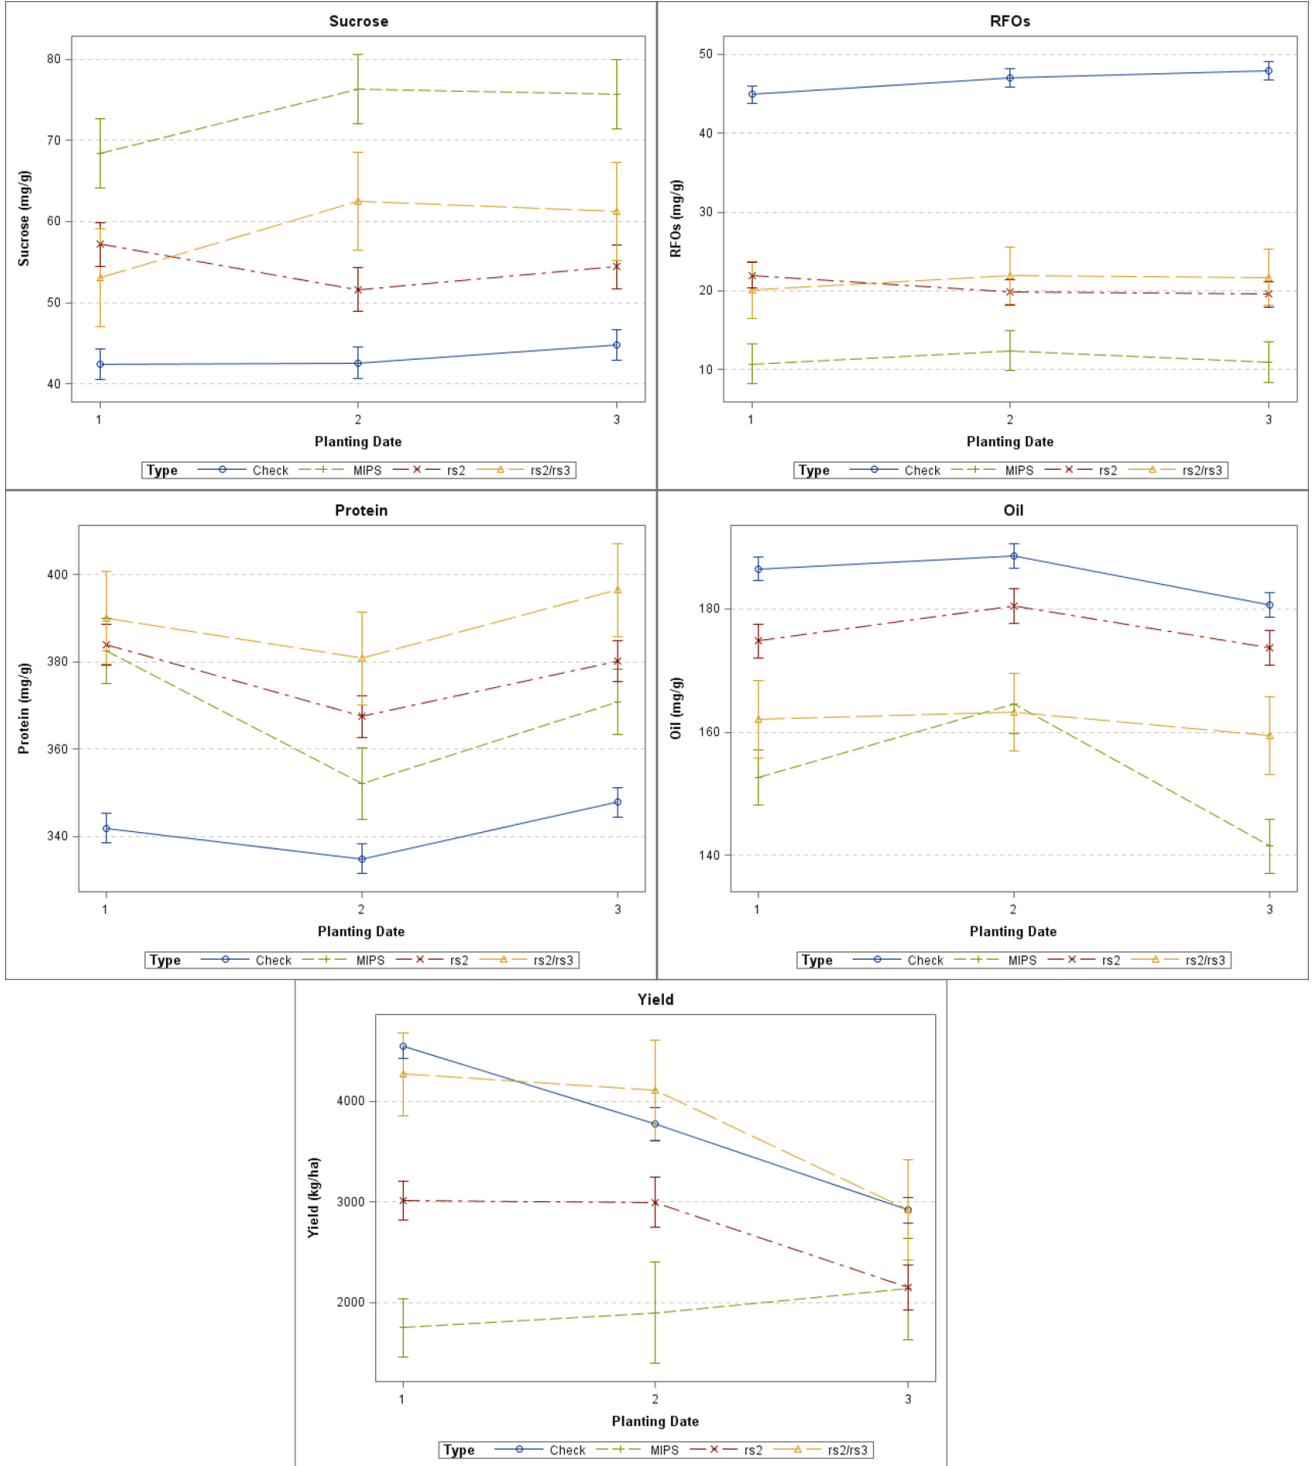 Sucrose
Sucrose (mg/g)
80
70
60
50
40
1 2 3
Planting Date
Type Check MIPS rs2 rs2/rs3
RFOs
RFOs (mg/g)
50
40
30
20
10
1 2 3
Planting Date
Type Check MIPS rs2 rs2/rs3
Protein
Protein (mg/g)
400
380
360
340
1 2 3
Planting Date
Type Check MIPS rs2 rs2/rs3
Oil
Oil (mg/g)
180
160
140
1 2 3
Planting Date
Type Check MIPS rs2 rs2/rs3
Yield
Yield (kg/ha)
4000
3000
2000
1 2 3
Planting Date
Type Check MIPS rs2 rs2/rs3